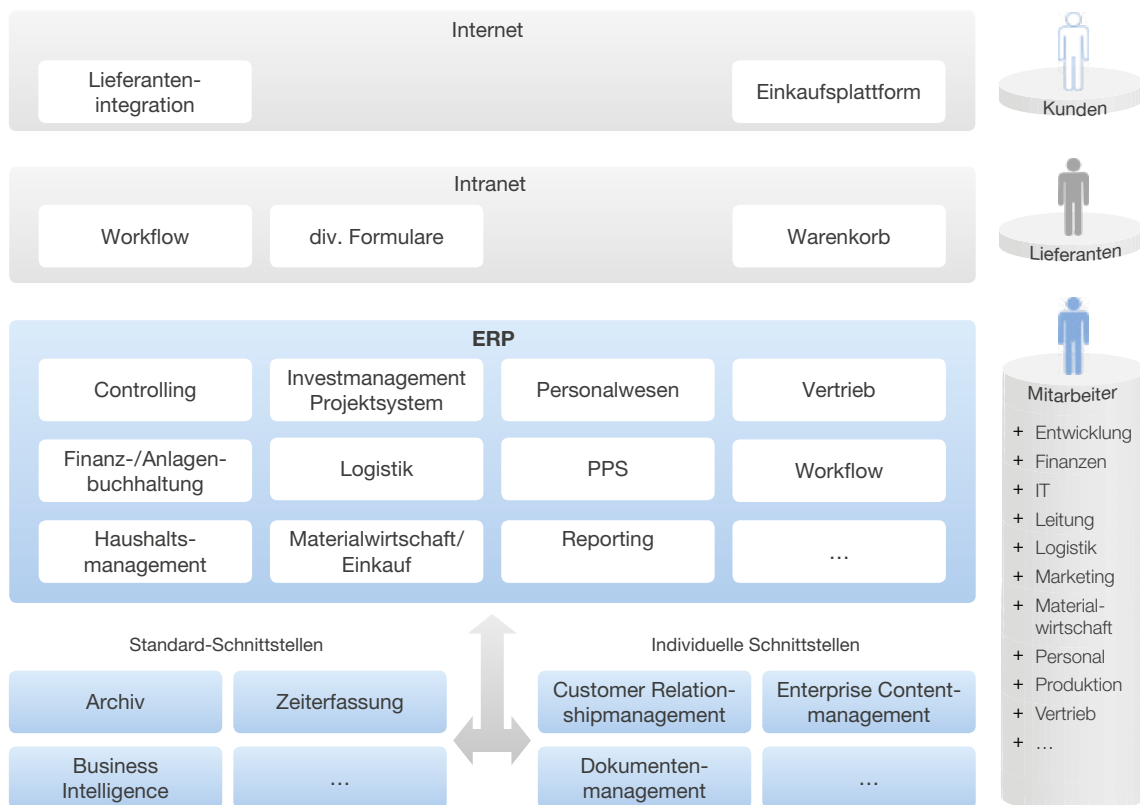 Internet
Lieferanten-
integration
Einkaufsplattform
Kunden
Intranet
Workflow
div. Formulare
Warenkorb
Lieferanten
ERP
Controlling
Investmanagement
Projektsystem
Personalwesen
Vertrieb
Finanz-/Anlagen-
buchhaltung
Logistik
PPS
Workflow
Haushalts-
management
Materialwirtschaft/
Einkauf
Reporting
…
Mitarbeiter
+ Entwicklung
+ Finanzen
+ IT
+ Leitung
+ Logistik
+ Marketing
+ Material-
wirtschaft
+ Personal
+ Produktion
+ Vertrieb
+ …
Standard-Schnittstellen
Archiv
Zeiterfassung
Business
Intelligence
…
Individuelle Schnittstellen
Customer Relation-
shipmanagement
Enterprise Content-
management
Dokumenten-
management
…